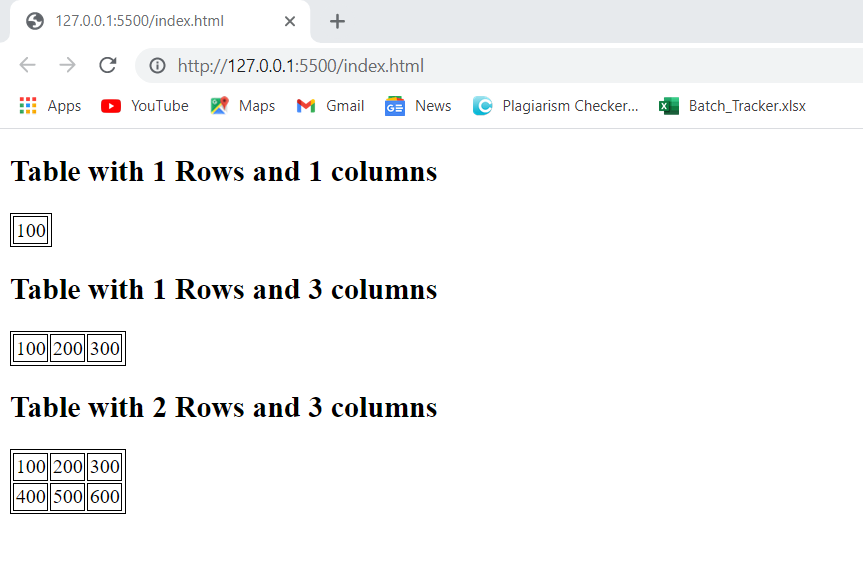 127.0.0.1:5500/index.html
http://127.0.0.1:5500/index.html
Apps YouTube Maps Gmail News Plagiarism Checker... Batch_Tracker.xlsx
Table with 1 Rows and 1 columns
100
Table with 1 Rows and 3 columns
100 200 300
Table with 2 Rows and 3 columns
100 200 300
400 500 600